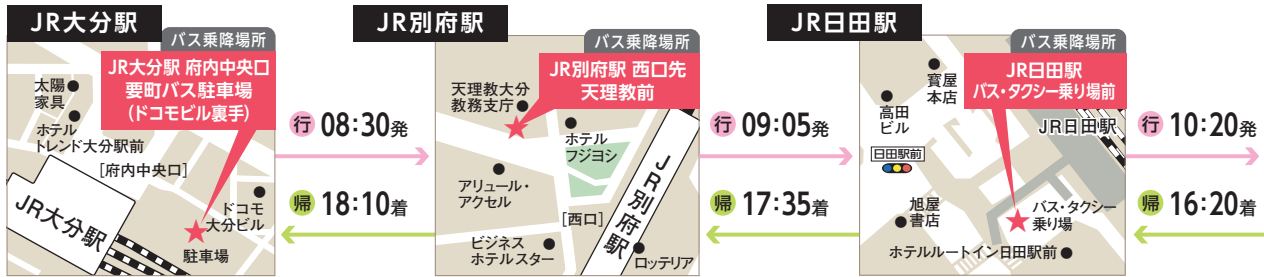 JR大分駅
バス乗降場所
JR大分駅 府内中央口
要町バス駐車場
(ドコモビル裏手)
太陽
家具
ホテル
トレンド大分駅前
[府内中央口]
JR大分駅
ドコモ
大分ビル
駐車場
行 08:30発
帰 18:10着
JR別府駅
バス乗降場所
JR別府駅 西口先
天理教前
天理教大分
教務支庁
ホテル
フジヨシ
アリュール・
アクセル
[西口]
JR別府駅
ビジネス
ホテルスター
ロッテリア
行 09:05発
帰 17:35着
JR日田駅
バス乗降場所
JR日田駅
バス・タクシー乗り場前
寳屋
本店
高田
ビル
JR日田駅
日田駅前
旭屋
書店
バス・タクシー
乗り場
ホテルルートイン日田駅前
行 10:20発
帰 16:20着